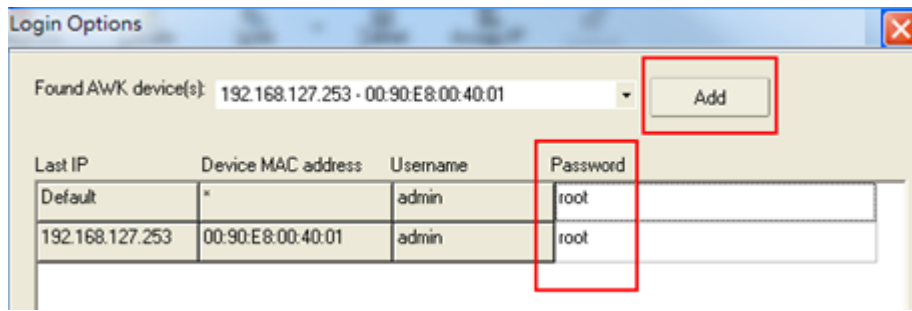 Login Options
Found AWK device(s): 192.168.127.253 - 00:90:E8:00:40:01 Add
Last IP Device MAC address Username Password
Default * admin root
192.168.127.253 00:90:E8:00:40:01 admin root